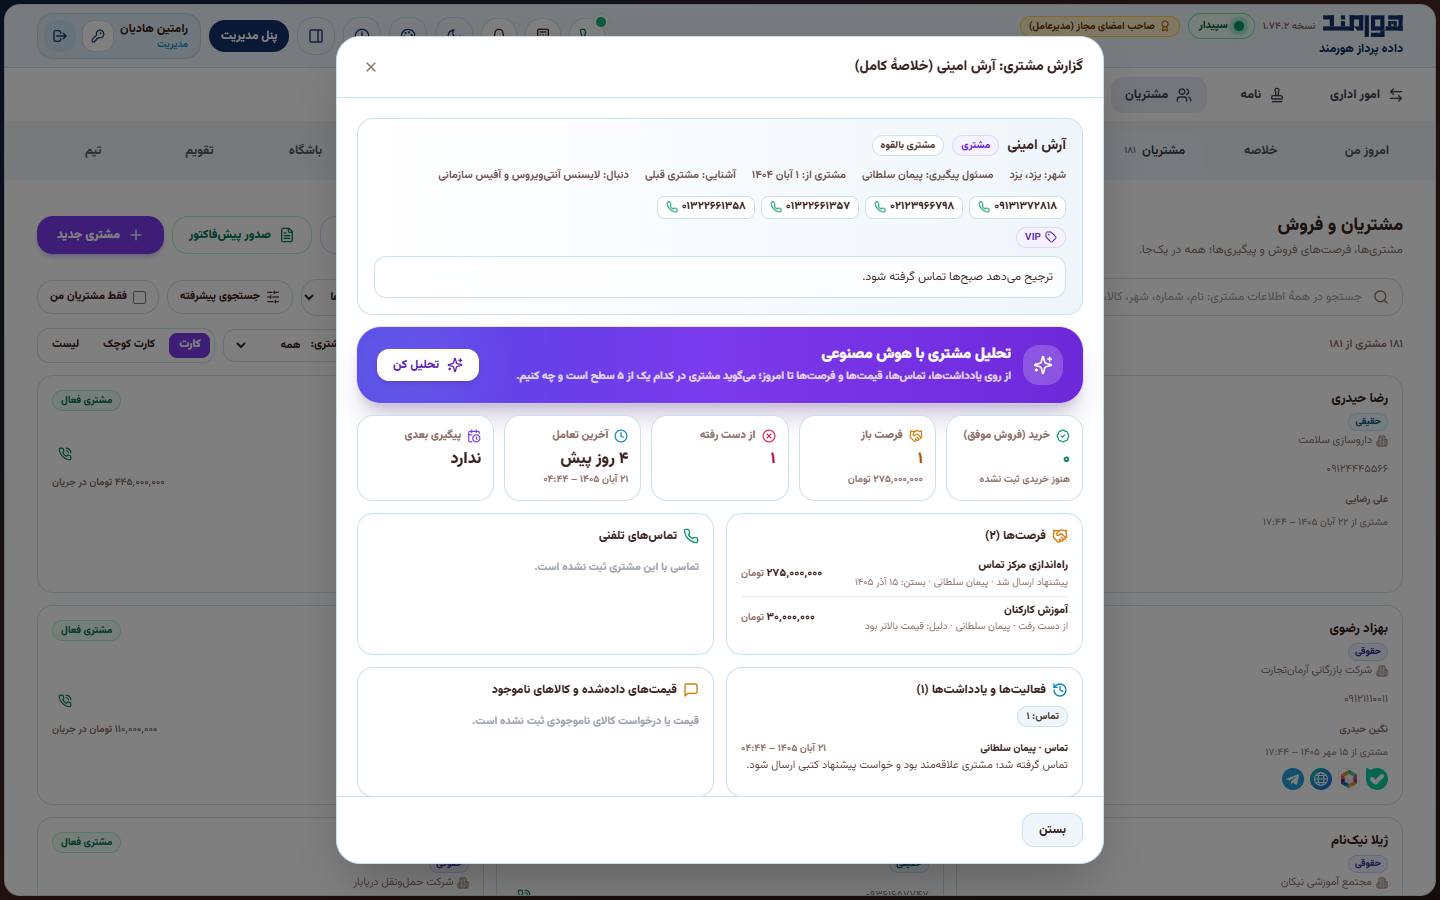 هورمند
داده پرداز هورمند
نسخه ۱.۷۴.۲
سپیدار
صاحب امضای مجاز (مدیرعامل)
پنل مدیریت
رامتین هادیان
مدیریت
امور اداری
نامه
مشتریان
امروز من
خلاصه
مشتریان ۱۸۱
باشگاه
تقویم
تیم
مشتریان و فروش
مشتری‌ها، فرصت‌های فروش و پیگیری‌ها؛ همه در یک‌جا.
صدور پیش‌فاکتور
مشتری جدید
جستجو در همهٔ اطلاعات مشتری: نام، شماره، شهر، کالا،
جستجوی پیشرفته
فقط مشتریان من
۱۸۱ مشتری از ۱۸۱
همه
کارت
کارت کوچک
لیست
رضا حیدری
حقیقی
داروسازی سلامت
۰۹۱۲۴۴۴۵۵۶۶
علی رضایی
مشتری از ۲۲ آبان ۱۴۰۵ – ۱۷:۴۴
مشتری فعال
۴۴۵,۰۰۰,۰۰۰ تومان در جریان
بهزاد رضوی
حقوقی
شرکت بازرگانی آرمان‌تجارت
۰۹۱۲۱۱۱۰۰۱۱
نگین حیدری
مشتری از ۱۵ مهر ۱۴۰۵ – ۱۷:۴۴
مشتری فعال
۱۱۰,۰۰۰,۰۰۰ تومان در جریان
ژیلا نیک‌نام
حقوقی
مجتمع آموزشی نیکان
مشتری فعال
شرکت حمل‌ونقل دریابار
گزارش مشتری: آرش امینی (خلاصهٔ کامل)
آرش امینی
مشتری
مشتری بالقوه
شهر: یزد، یزد
مسئول پیگیری: پیمان سلطانی
مشتری از: ۱ آبان ۱۴۰۴
آشنایی: مشتری قبلی
دنبال: لایسنس آنتی‌ویروس و آفیس سازمانی
۰۹۱۳۱۳۷۲۸۱۸
۰۲۱۲۳۹۶۶۷۹۸
۰۱۳۲۲۶۶۱۳۵۷
۰۱۳۲۲۶۶۱۳۵۸
VIP
ترجیح می‌دهد صبح‌ها تماس گرفته شود.
تحلیل مشتری با هوش مصنوعی
از روی یادداشت‌ها، تماس‌ها، قیمت‌ها و فرصت‌ها تا امروز؛ می‌گوید مشتری در کدام یک از ۵ سطح است و چه کنیم.
تحلیل کن
خرید (فروش موفق)
۰
هنوز خریدی ثبت نشده
فرصت باز
۱
۲۷۵,۰۰۰,۰۰۰ تومان
از دست رفته
۱
آخرین تعامل
۴ روز پیش
۲۱ آبان ۱۴۰۵ – ۰۴:۴۴
پیگیری بعدی
ندارد
فرصت‌ها (۲)
راه‌اندازی مرکز تماس
پیشنهاد ارسال شد · پیمان سلطانی · بستن: ۱۵ آذر ۱۴۰۵
۲۷۵,۰۰۰,۰۰۰ تومان
آموزش کارکنان
از دست رفت · پیمان سلطانی · دلیل: قیمت بالاتر بود
۳۰,۰۰۰,۰۰۰ تومان
تماس‌های تلفنی
تماسی با این مشتری ثبت نشده است.
فعالیت‌ها و یادداشت‌ها (۱)
تماس: ۱
تماس · پیمان سلطانی
۲۱ آبان ۱۴۰۵ – ۰۴:۴۴
تماس گرفته شد؛ مشتری علاقه‌مند بود و خواست پیشنهاد کتبی ارسال شود.
قیمت‌های داده‌شده و کالاهای ناموجود
قیمت یا درخواست کالای ناموجودی ثبت نشده است.
بستن